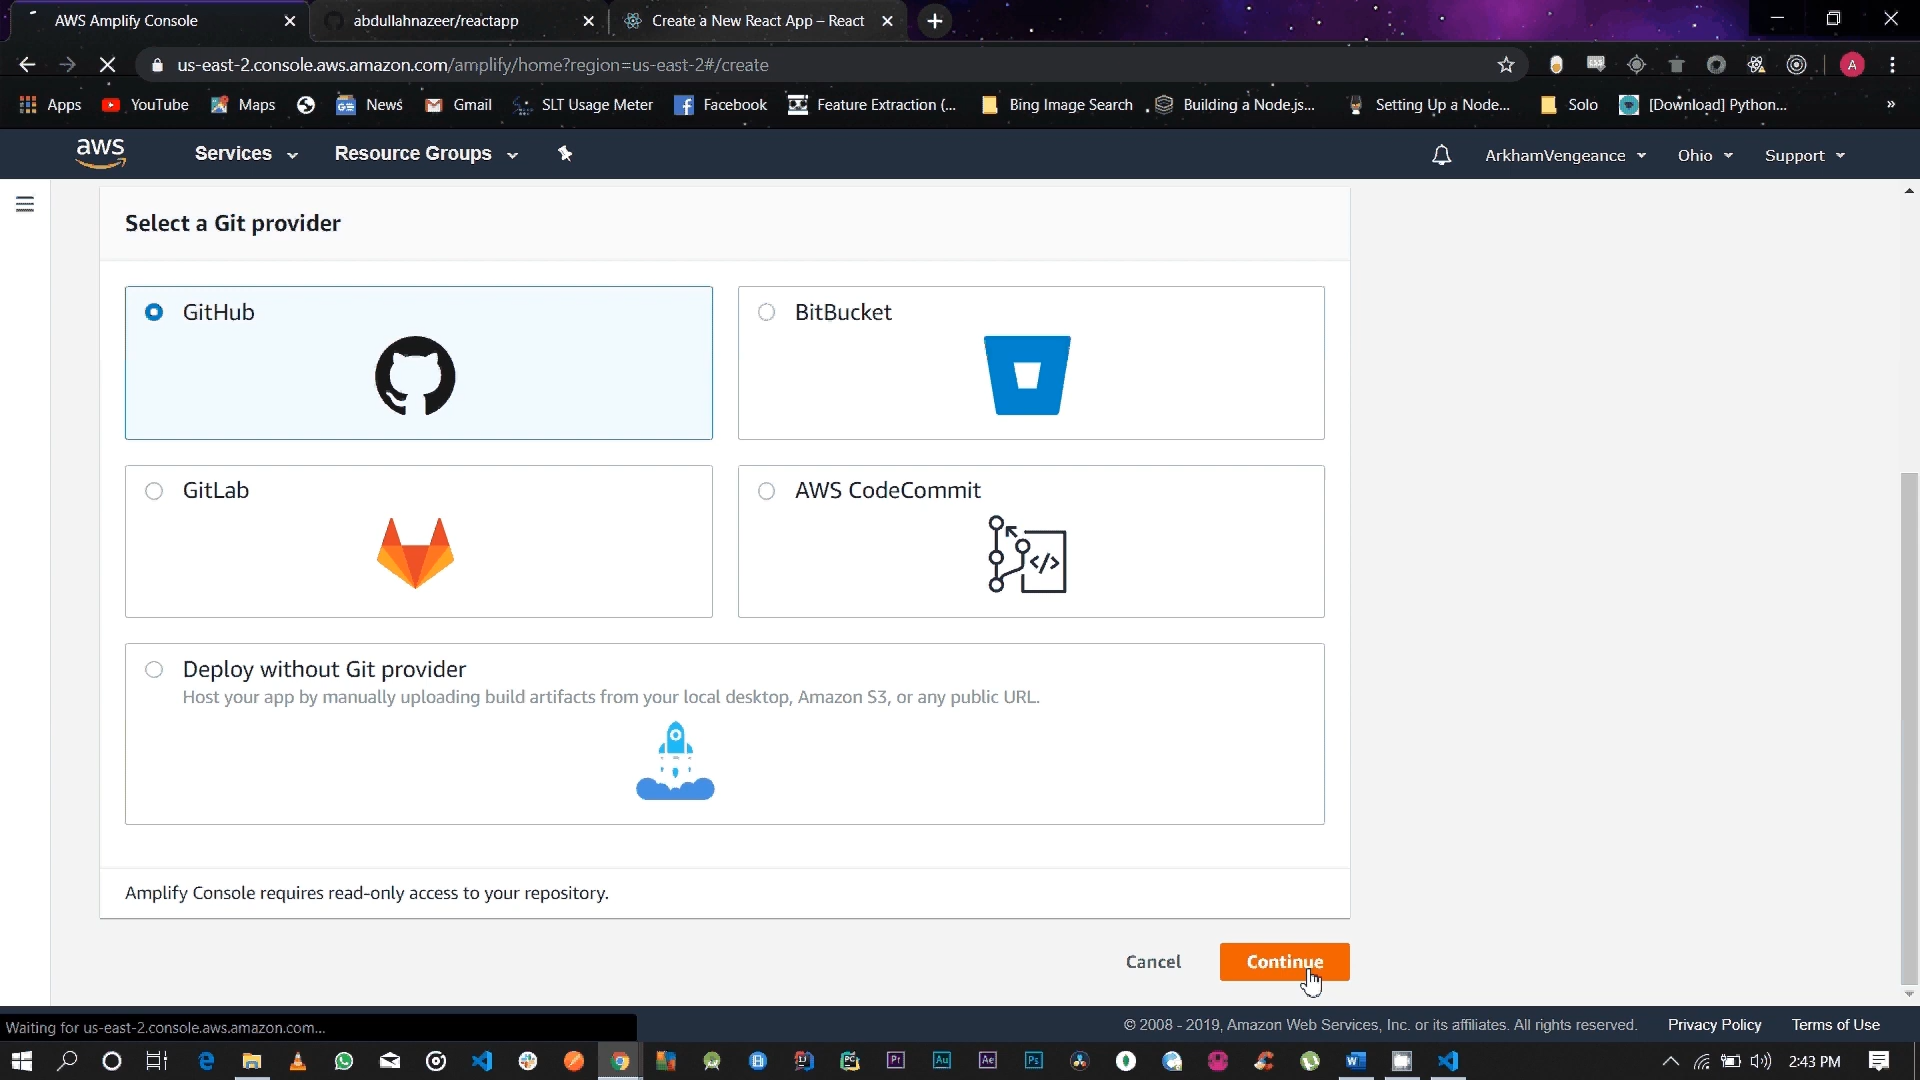 AWS Amplify Console
abdullahnazeer/reactapp
Create a New React App – React
us-east-2.console.aws.amazon.com/amplify/home?region=us-east-2#/create
A
Apps
YouTube
Maps
News
Gmail
SLT Usage Meter
Facebook
Feature Extraction (...
Bing Image Search
Building a Node.js...
Setting Up a Node...
Solo
[Download] Python...
»
aws
Services
Resource Groups
ArkhamVengeance
Ohio
Support
Select a Git provider
GitHub
BitBucket
GitLab
AWS CodeCommit
Deploy without Git provider
Host your app by manually uploading build artifacts from your local desktop, Amazon S3, or any public URL.
Amplify Console requires read-only access to your repository.
Cancel
Continue
Waiting for us-east-2.console.aws.amazon.com...
© 2008 - 2019, Amazon Web Services, Inc. or its affiliates. All rights reserved.
Privacy Policy
Terms of Use
Pr
Au
Ae
Ps
2:43 PM